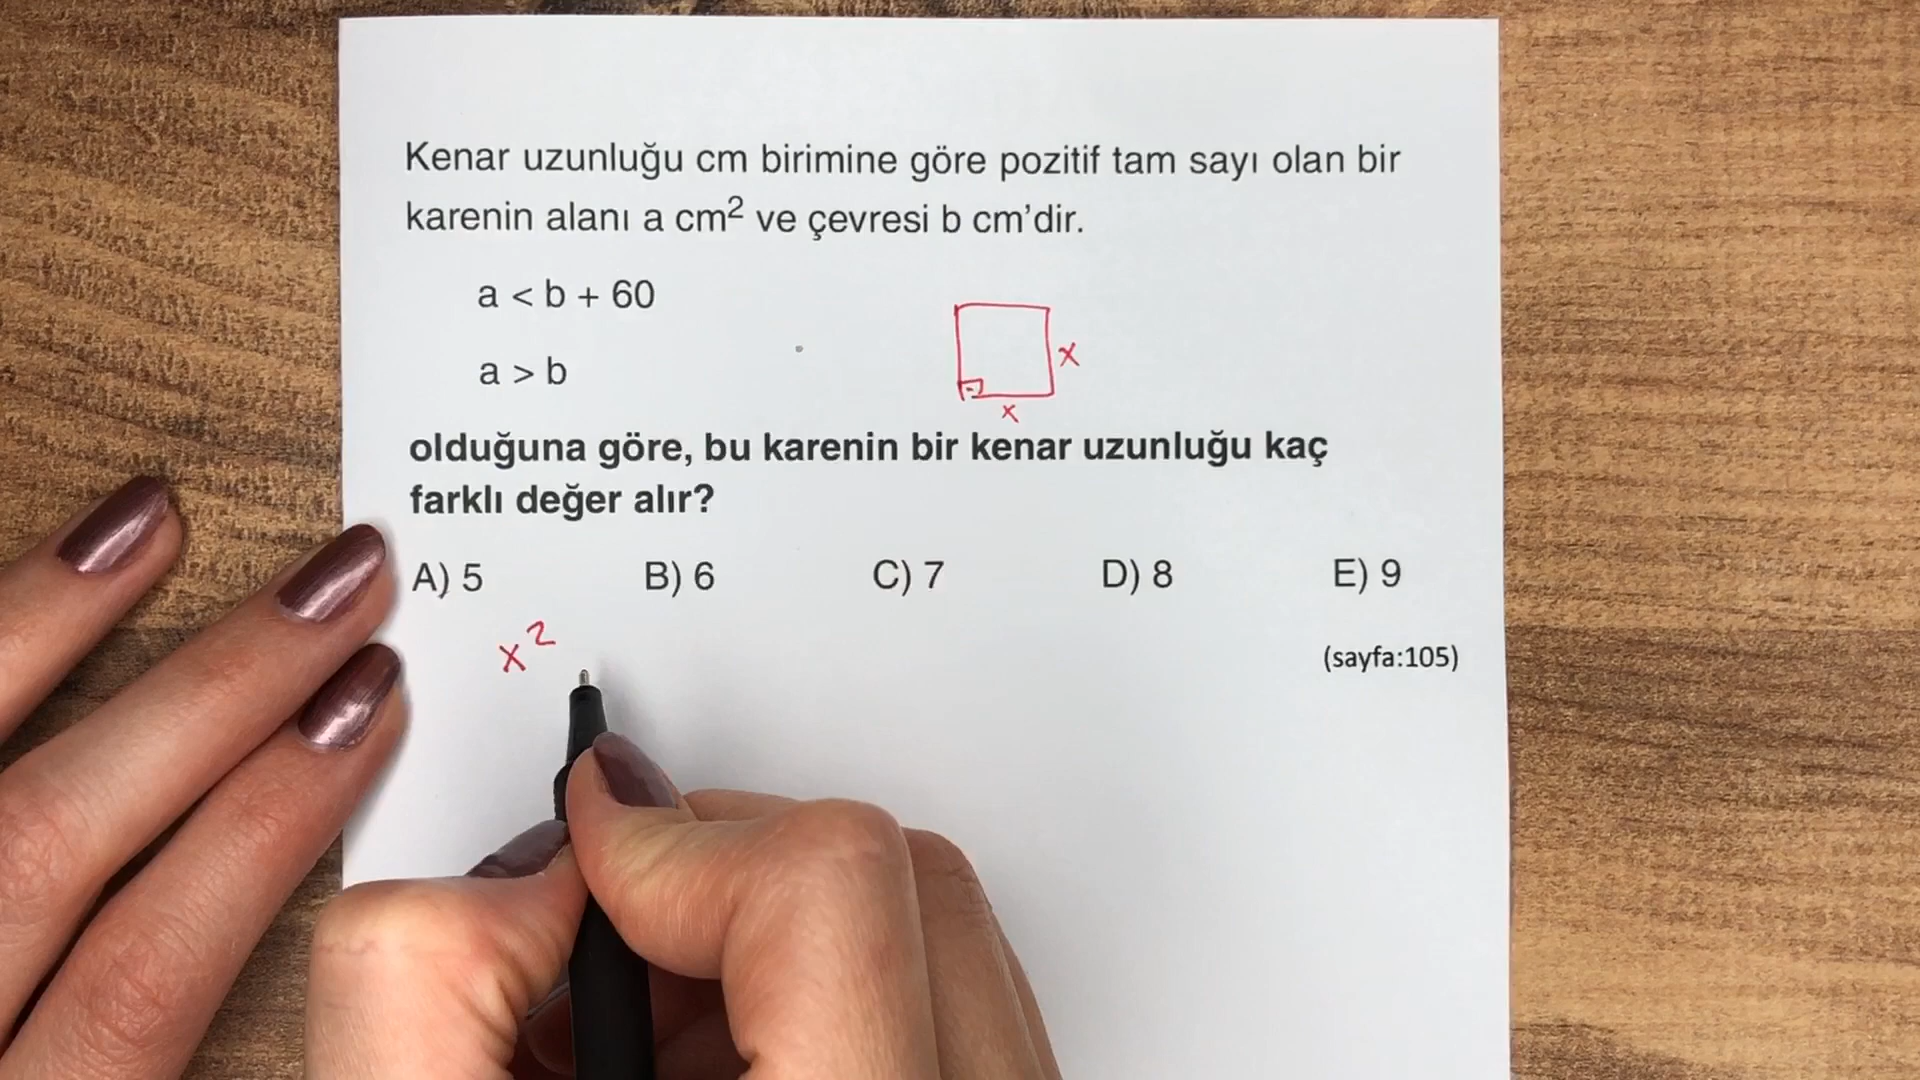 Kenar uzunluğu cm birimine göre pozitif tam sayı olan bir
karenin alanı a cm² ve çevresi b cm'dir.
a < b + 60
a > b
x
x
olduğuna göre, bu karenin bir kenar uzunluğu kaç
farklı değer alır?
A) 5 B) 6 C) 7 D) 8 E) 9
x²
(sayfa:105)